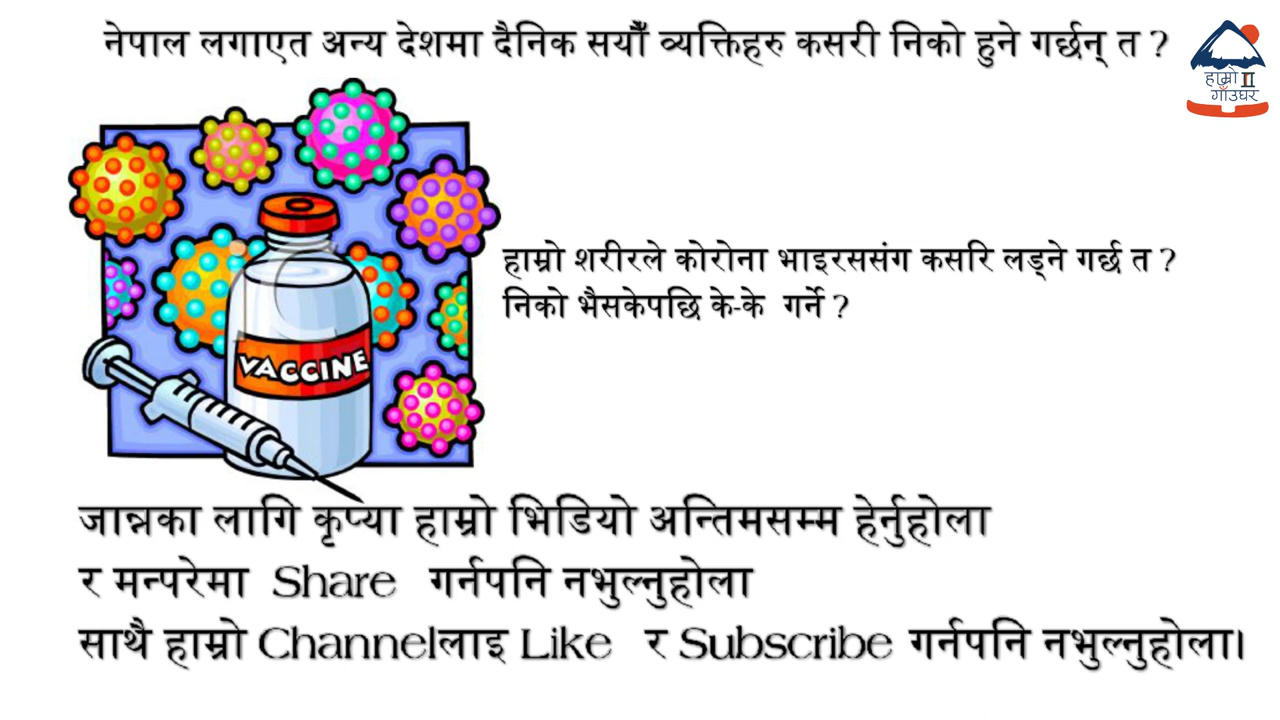 नेपाल लगाएत अन्य देशमा दैनिक सयौँ व्यक्तिहरु कसरी निको हुने गर्छन् त ?
हाम्रो
गाँउघर
हाम्रो शरीरले कोरोना भाइरससंग कसरि लड्ने गर्छ त ?
निको भैसकेपछि के-के गर्ने ?
VACCINE
जान्नका लागि कृप्या हाम्रो भिडियो अन्तिमसम्म हेर्नुहोला
र मन्परेमा Share गर्नपनि नभुल्नुहोला
साथै हाम्रो Channelलाइ Like र Subscribe गर्नपनि नभुल्नुहोला।